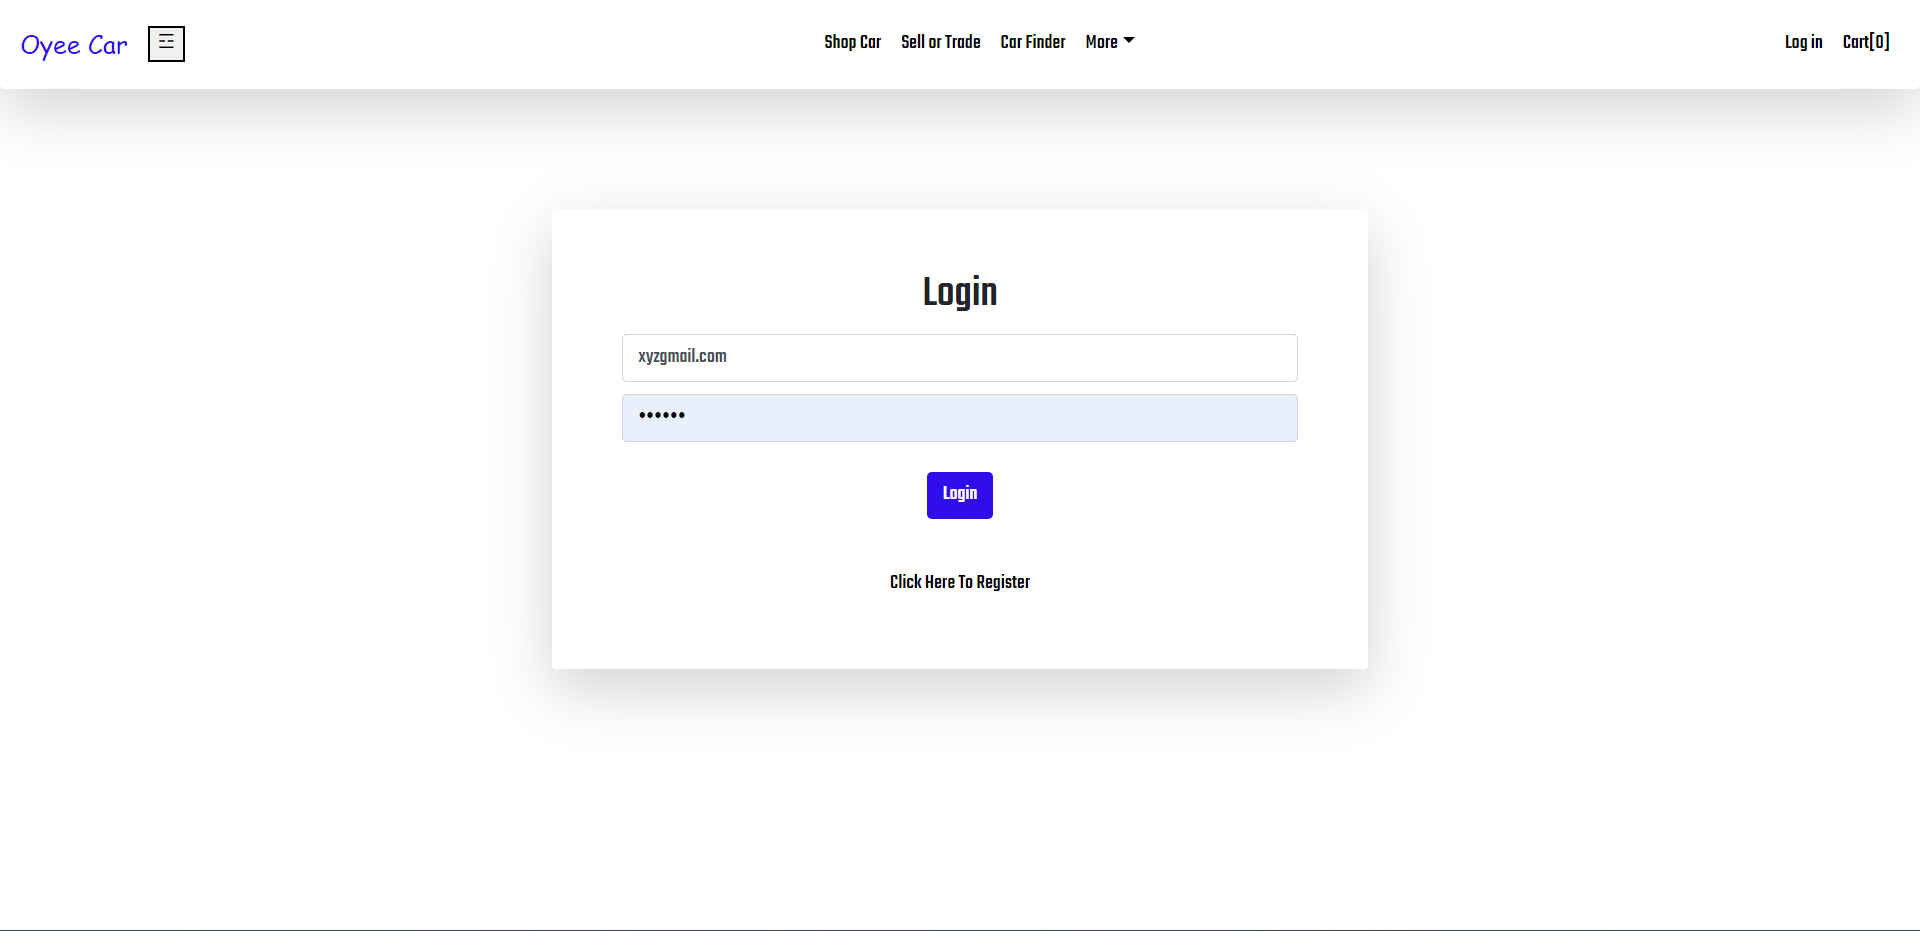 Oyee Car
Shop Car Sell or Trade Car Finder More
Log in Cart[0]
Login
xyzgmail.com
••••••
Login
Click Here To Register